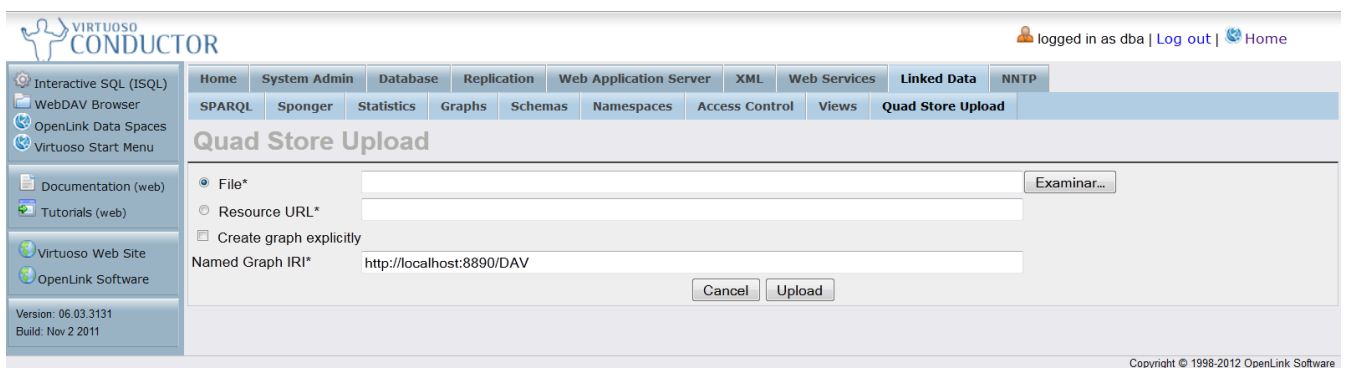 VIRTUOSO
CONDUCTOR
logged in as dba | Log out | Home
Interactive SQL (ISQL)
WebDAV Browser
OpenLink Data Spaces
Virtuoso Start Menu
Documentation (web)
Tutorials (web)
Virtuoso Web Site
OpenLink Software
Version: 06.03.3131
Build: Nov 2 2011
Home System Admin Database Replication Web Application Server XML Web Services Linked Data NNTP
SPARQL Sponger Statistics Graphs Schemas Namespaces Access Control Views Quad Store Upload
Quad Store Upload
File* Examinar...
Resource URL*
Create graph explicitly
Named Graph IRI* http://localhost:8890/DAV
Cancel Upload
Copyright © 1998-2012 OpenLink Software